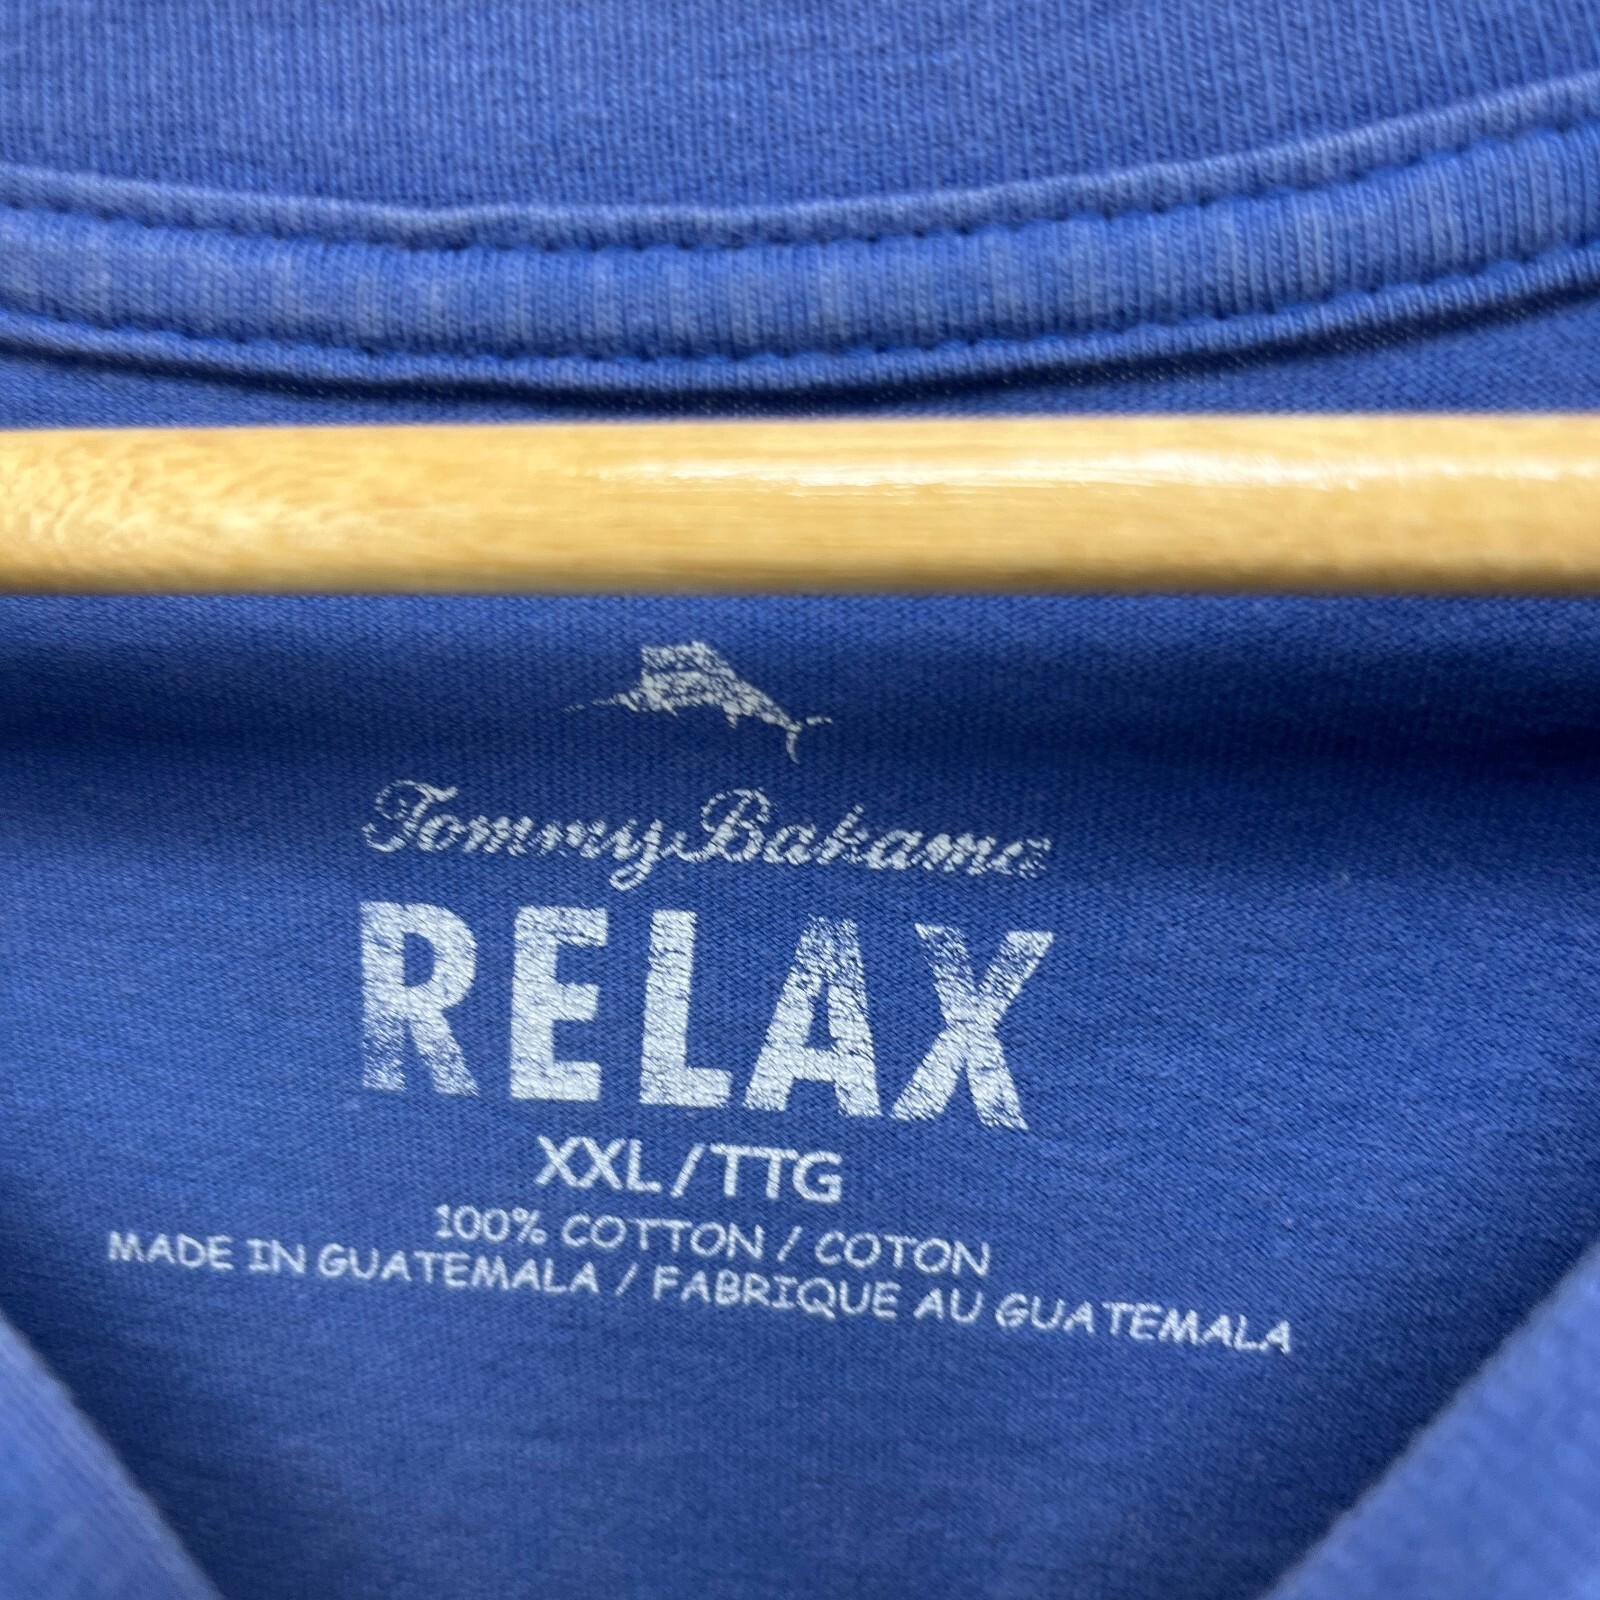 Tommy Bahama
RELAX
XXL/TTG
100% COTTON / COTON
MADE IN GUATEMALA / FABRIQUE AU GUATEMALA